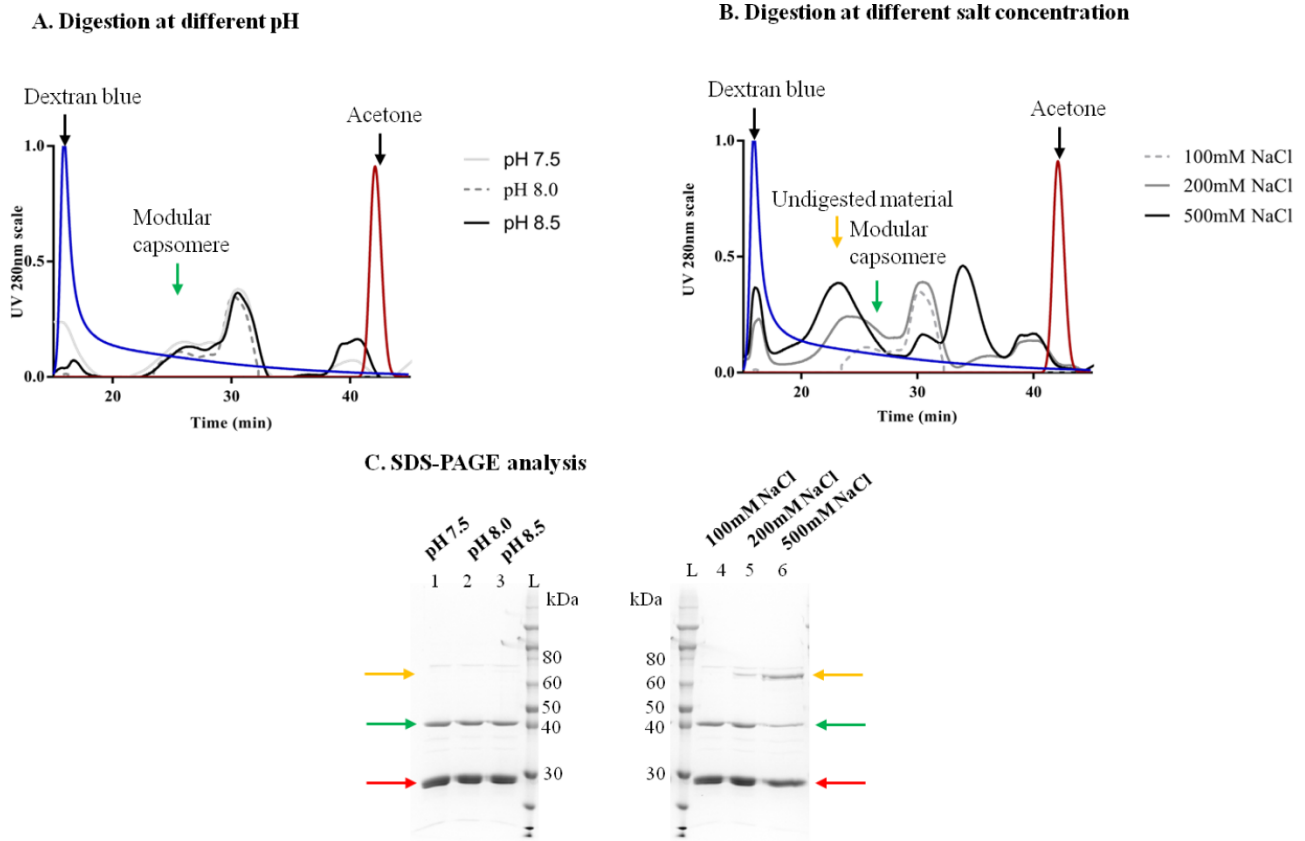 A. Digestion at different pH
Dextran blue
Acetone
Modular
capsomere
pH 7.5
pH 8.0
pH 8.5
UV 280nm scale
1.0
0.5
0.0
20
30
40
Time (min)
B. Digestion at different salt concentration
Dextran blue
Acetone
Undigested material
Modular
capsomere
100mM NaCl
200mM NaCl
500mM NaCl
UV 280nm scale
1.0
0.5
0.0
20
30
40
Time (min)
C. SDS-PAGE analysis
pH 7.5
pH 8.0
pH 8.5
1 2 3 L
kDa
80
60
50
40
30
100mM NaCl
200mM NaCl
500mM NaCl
L 4 5 6
kDa
80
60
50
40
30